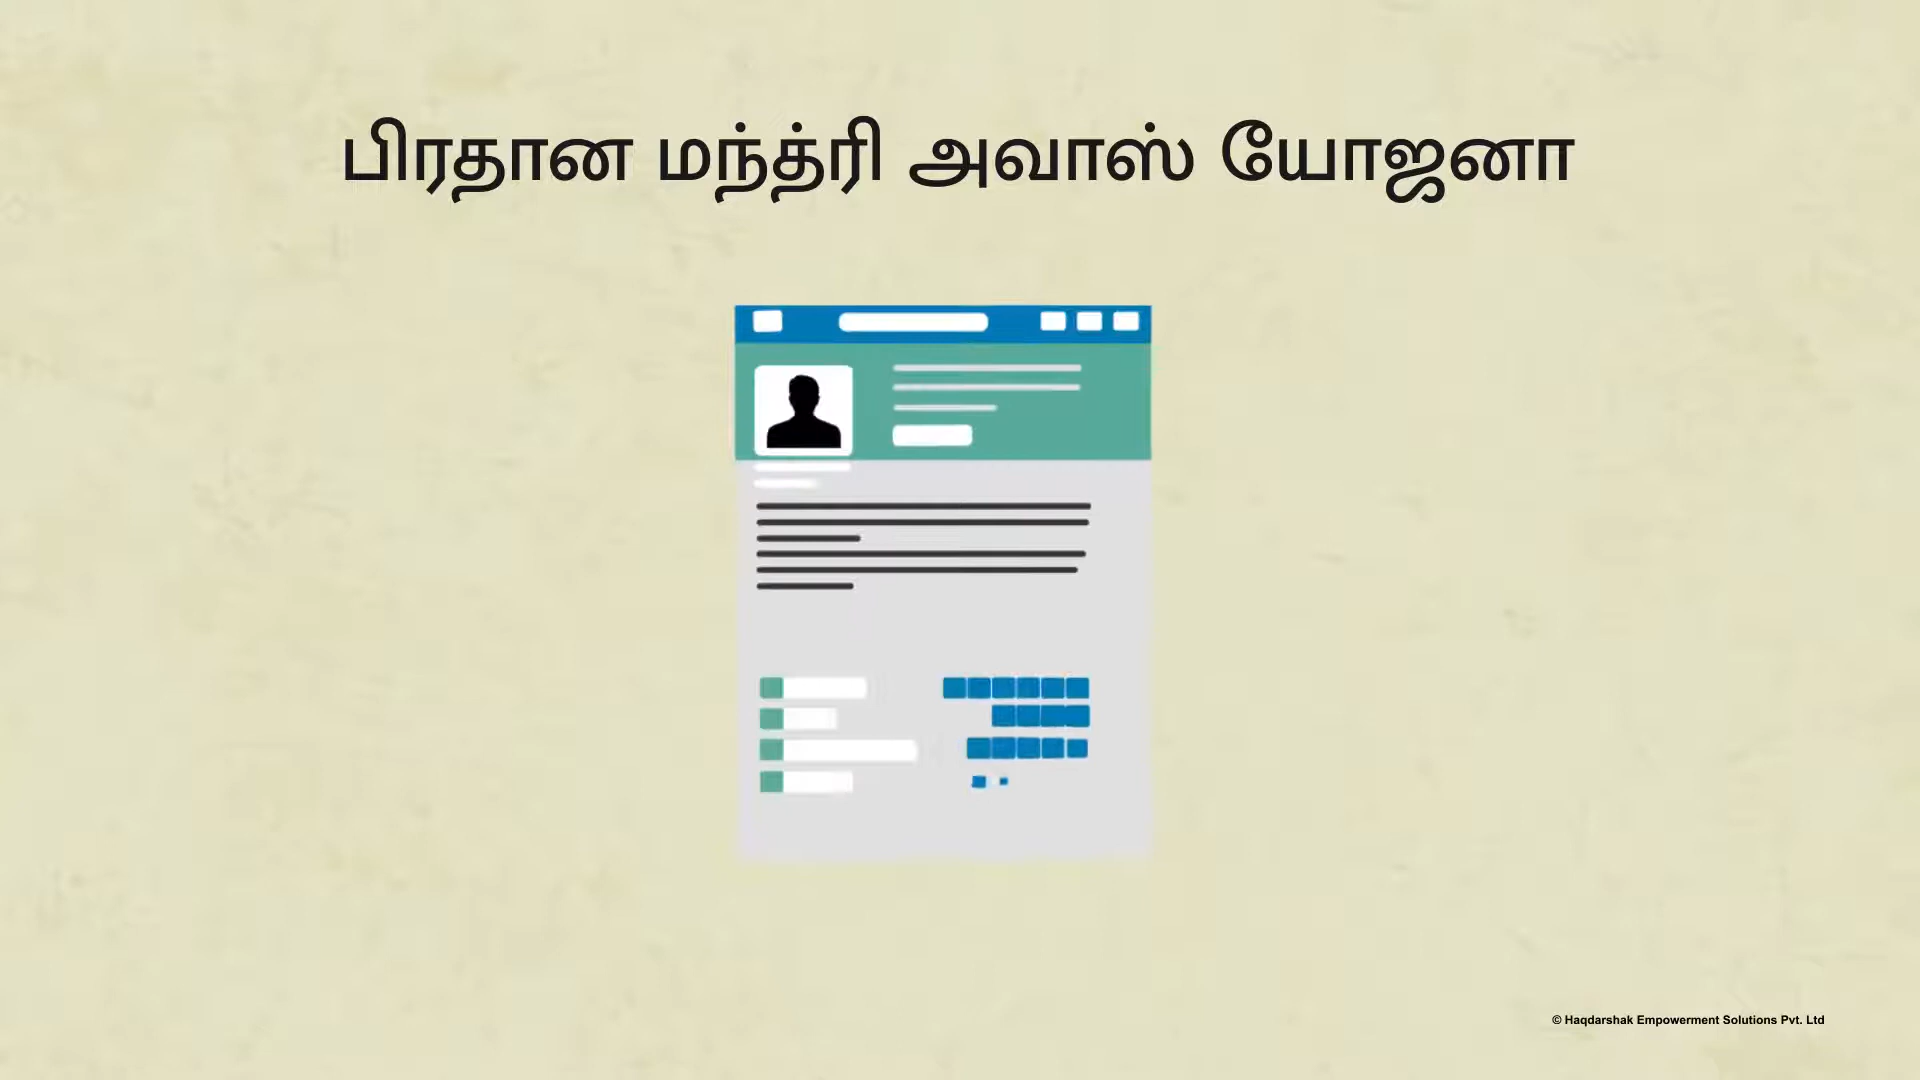 பிரதான மந்த்ரி அவாஸ் யோஜனா
© Haqdarshak Empowerment Solutions Pvt. Ltd